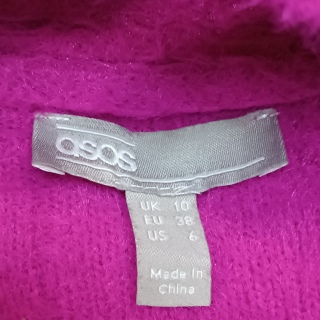 asos
UK 10
EU 38
US 6
Made In
China